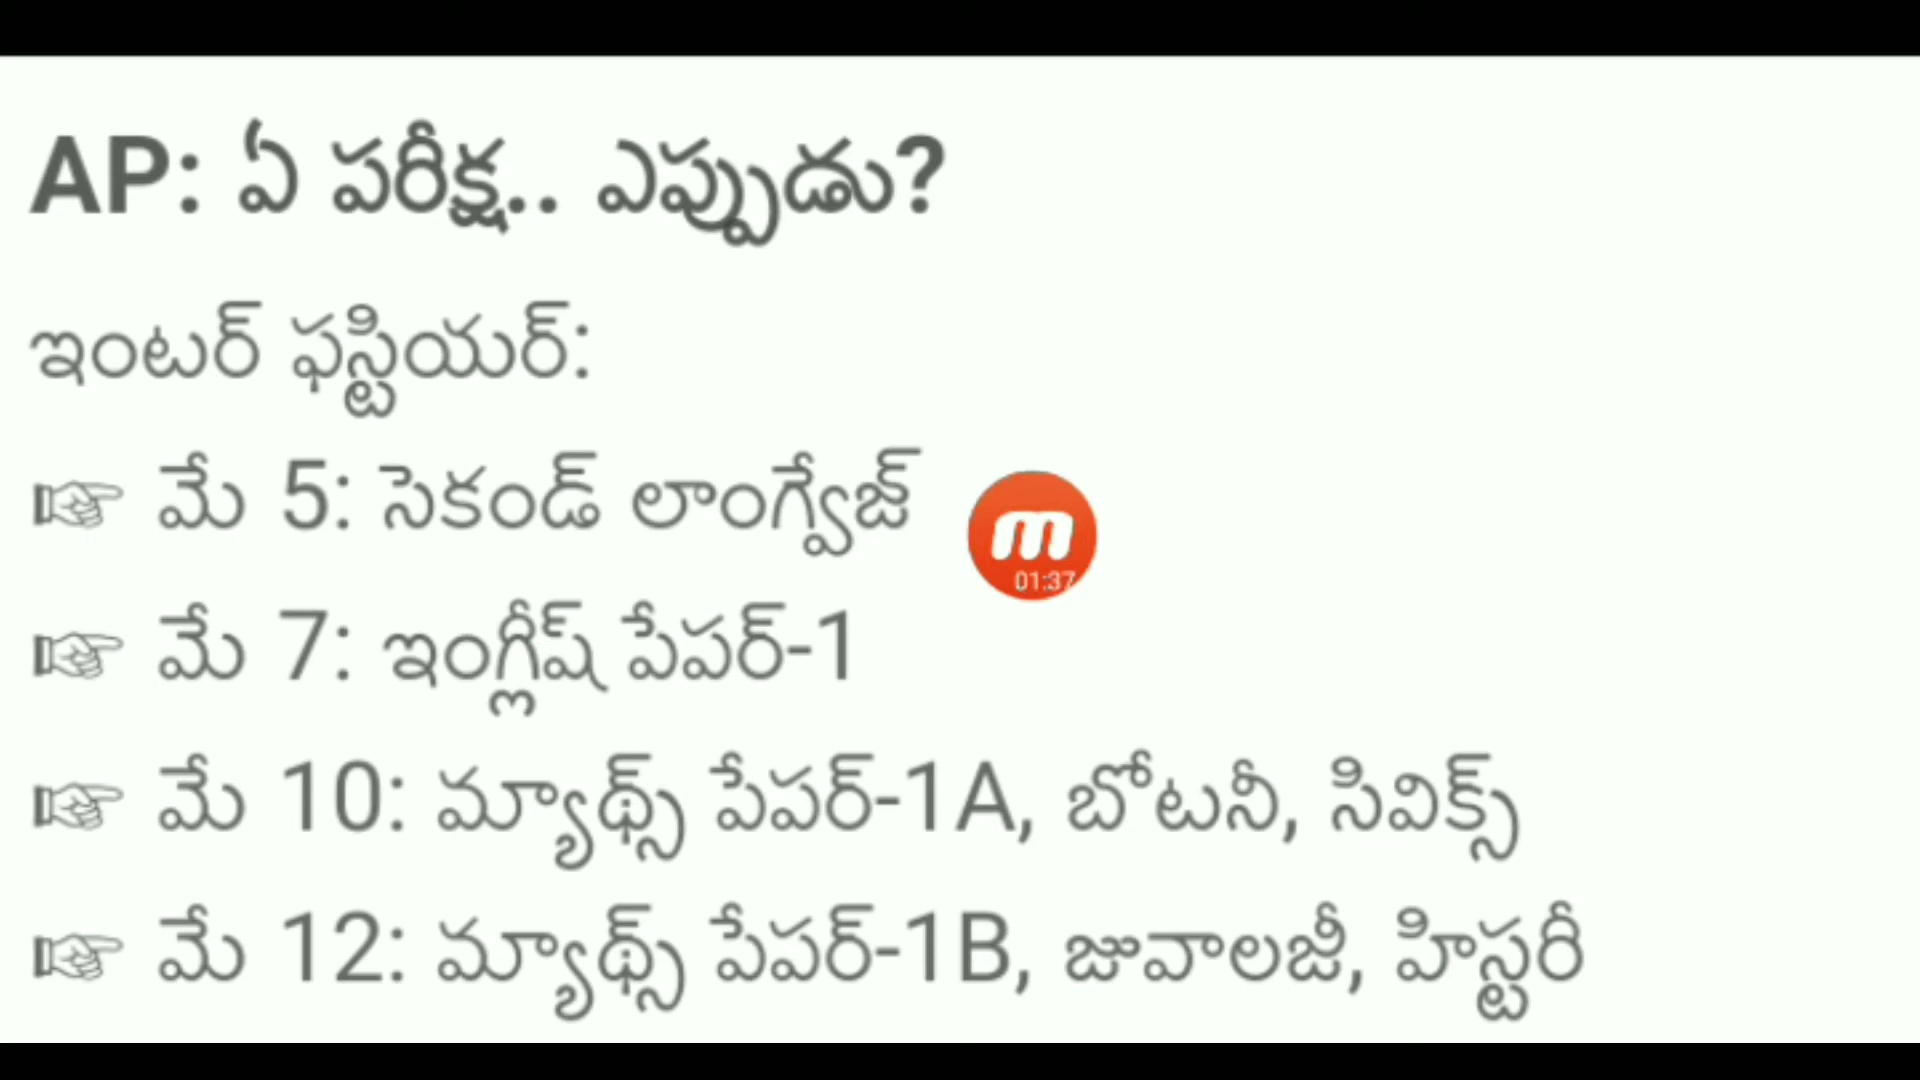 AP: ఏ పరీక్ష.. ఎప్పుడు?
ఇంటర్ ఫస్టియర్:
☞ మే 5: సెకండ్ లాంగ్వేజ్
m
01:37
☞ మే 7: ఇంగ్లీష్ పేపర్-1
☞ మే 10: మ్యాథ్స్ పేపర్-1A, బోటనీ, సివిక్స్
☞ మే 12: మ్యాథ్స్ పేపర్-1B, జువాలజీ, హిస్టరీ